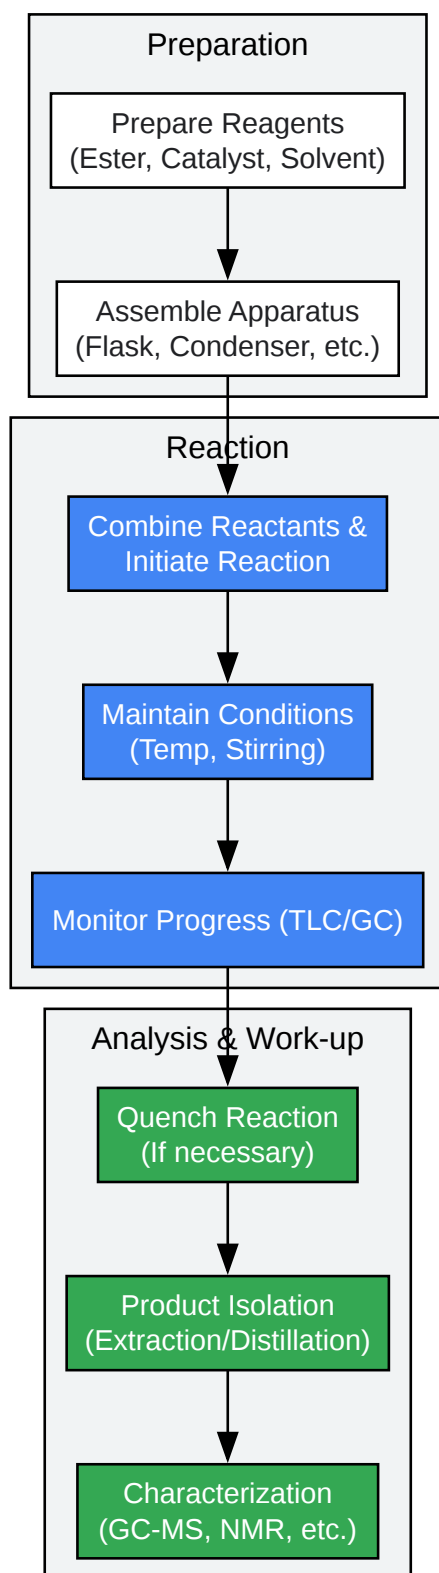 Preparation
Prepare Reagents
(Ester, Catalyst, Solvent)
Assemble Apparatus
(Flask, Condenser, etc.)
Reaction
Combine Reactants &
Initiate Reaction
Maintain Conditions
(Temp, Stirring)
Monitor Progress (TLC/GC)
Analysis & Work-up
Quench Reaction
(If necessary)
Product Isolation
(Extraction/Distillation)
Characterization
(GC-MS, NMR, etc.)